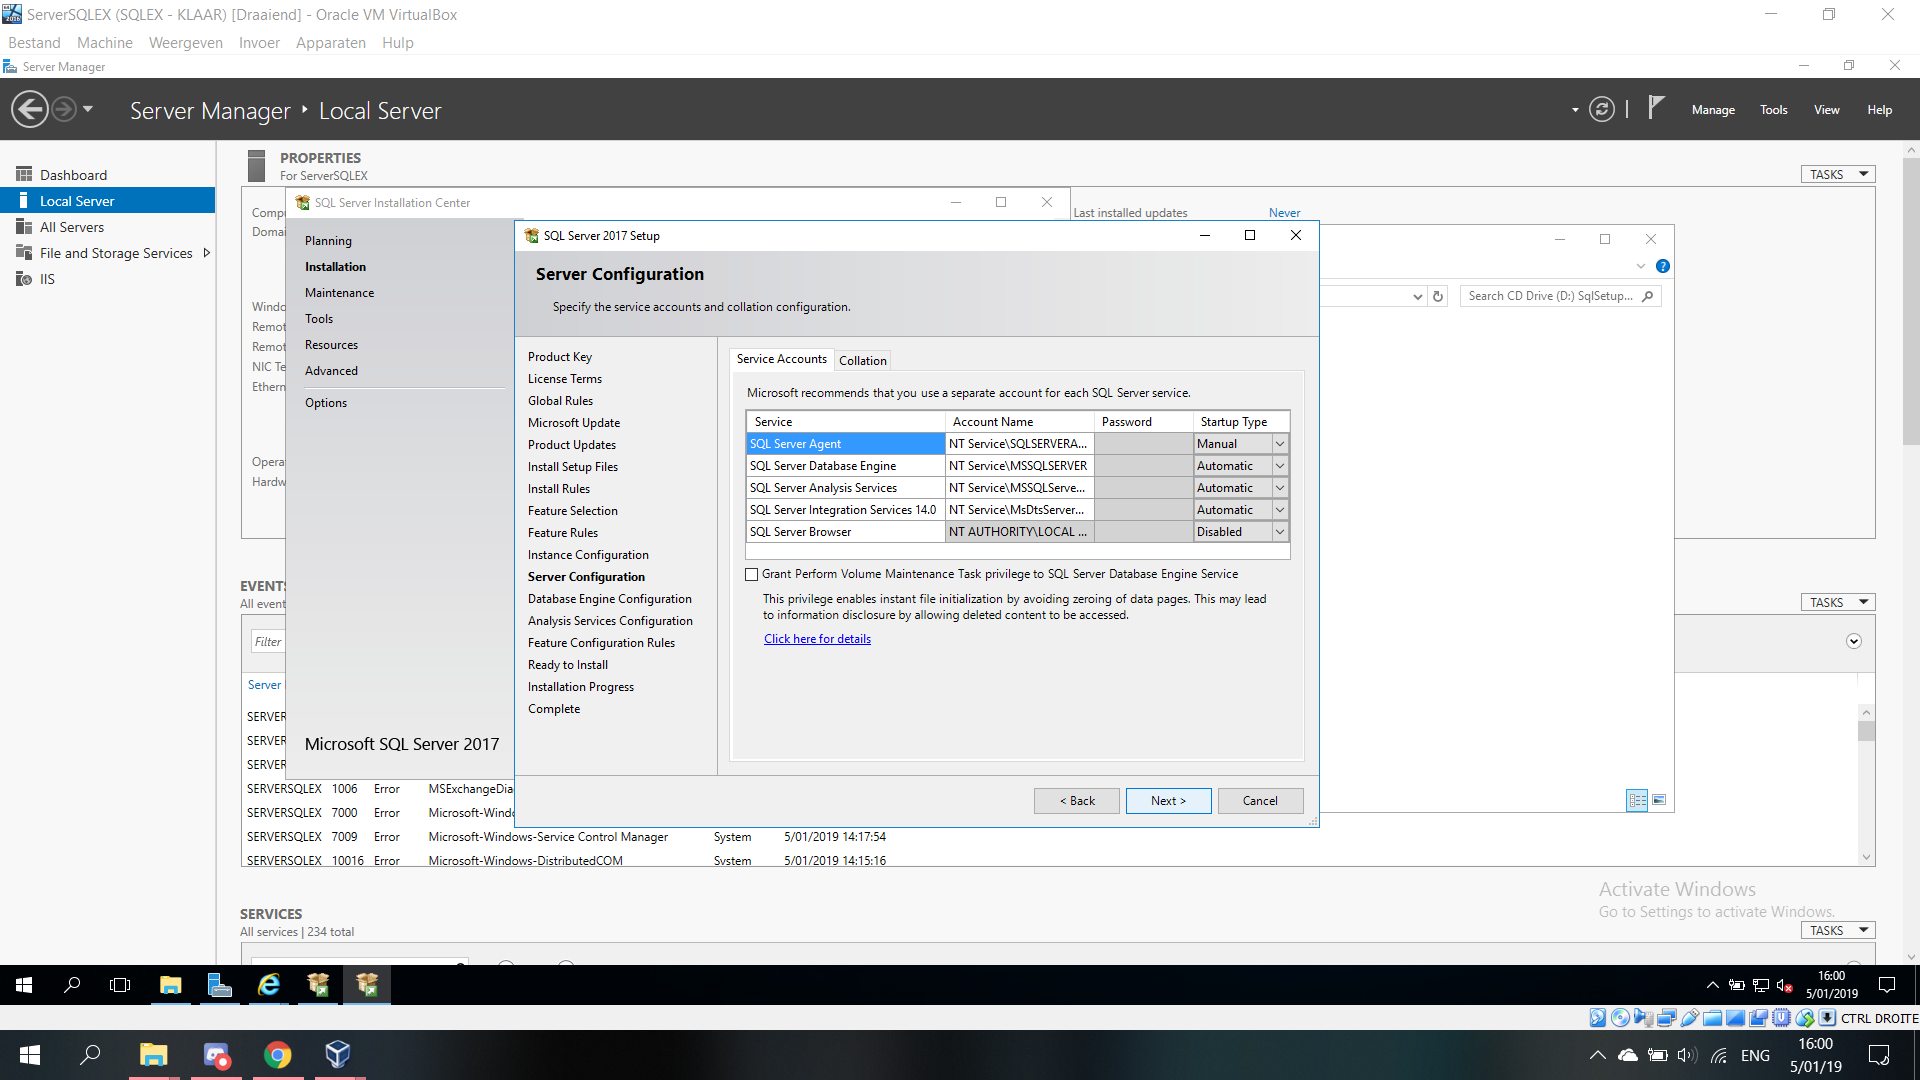 ServerSQLEX (SQLEX - KLAAR) [Draaiend] - Oracle VM VirtualBox
Bestand Machine Weergeven Invoer Apparaten Hulp
Server Manager
Server Manager Local Server
Manage Tools View Help
Dashboard
Local Server
All Servers
File and Storage Services
IIS
PROPERTIES
For ServerSQLEX
TASKS
Last installed updates Never
SQL Server Installation Center
Planning
Installation
Maintenance
Tools
Resources
Advanced
Options
Microsoft SQL Server 2017
Search CD Drive (D:) SqlSetup...
SQL Server 2017 Setup
Server Configuration
Specify the service accounts and collation configuration.
Product Key
License Terms
Global Rules
Microsoft Update
Product Updates
Install Setup Files
Install Rules
Feature Selection
Feature Rules
Instance Configuration
Server Configuration
Database Engine Configuration
Analysis Services Configuration
Feature Configuration Rules
Ready to Install
Installation Progress
Complete
Service Accounts Collation
Microsoft recommends that you use a separate account for each SQL Server service.
Service Account Name Password Startup Type
SQL Server Agent NT Service\SQLSERVERA... Manual
SQL Server Database Engine NT Service\MSSQLSERVER Automatic
SQL Server Analysis Services NT Service\MSSQLServe... Automatic
SQL Server Integration Services 14.0 NT Service\MsDtsServer... Automatic
SQL Server Browser NT AUTHORITY\LOCAL ... Disabled
Grant Perform Volume Maintenance Task privilege to SQL Server Database Engine Service
This privilege enables instant file initialization by avoiding zeroing of data pages. This may lead
to information disclosure by allowing deleted content to be accessed.
Click here for details
< Back Next > Cancel
EVENTS
All event
TASKS
Filter
Server
SERVER
SERVER
SERVER
SERVERSQLEX 1006 Error MSExchangeDia
SERVERSQLEX 7000 Error Microsoft-Windo
SERVERSQLEX 7009 Error Microsoft-Windows-Service Control Manager System 5/01/2019 14:17:54
SERVERSQLEX 10016 Error Microsoft-Windows-DistributedCOM System 5/01/2019 14:15:16
Activate Windows
Go to Settings to activate Windows.
SERVICES
All services | 234 total
TASKS
16:00
5/01/2019
CTRL DROITE
ENG
16:00
5/01/19